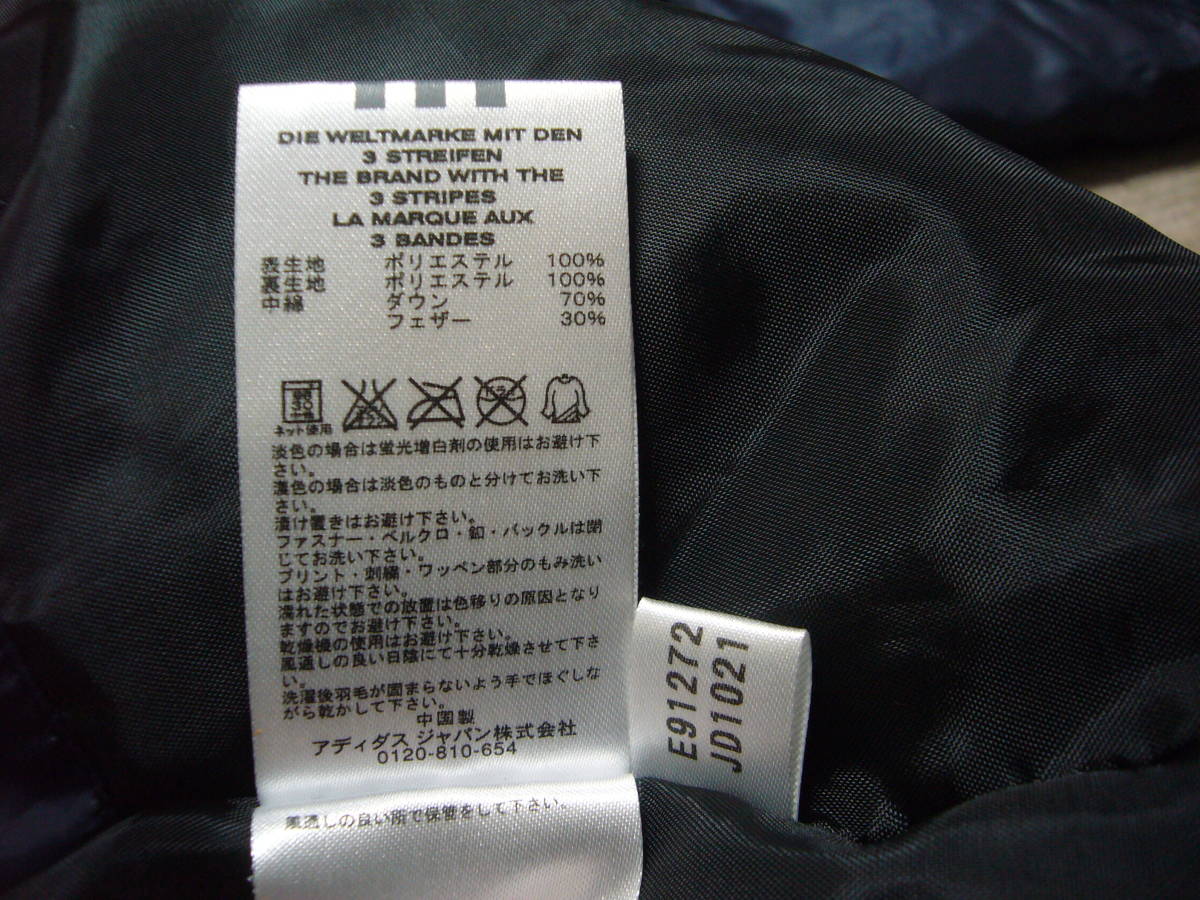 DIE WELTMARKE MIT DEN
3 STREIFEN
THE BRAND WITH THE
3 STRIPES
LA MARQUE AUX
3 BANDES
表生地 ポリエステル 100%
裏生地 ポリエステル 100%
中綿 ダウン 70%
フェザー 30%
ネット使用
淡色の場合は蛍光増白剤の使用はお避け下
さい。
濃色の場合は淡色のものと分けてお洗い下
さい。
漬け置きはお避け下さい。
ファスナー・ベルクロ・釦・バックルは閉
じてお洗い下さい。
プリント・刺繍・ワッペン部分のもみ洗い
はお避け下さい。
濡れた状態での放置は色移りの原因となり
ますのでお避け下さい。
乾燥機の使用はお避け下さい。
風通しの良い日陰にて十分乾燥させて下さ
い。
洗濯後羽毛が固まらないよう手でほぐしな
がら乾かして下さい。
中国製
アディダス ジャパン株式会社
0120-810-654
風通しの良い所で保管をして下さい。
E91272
JD1021